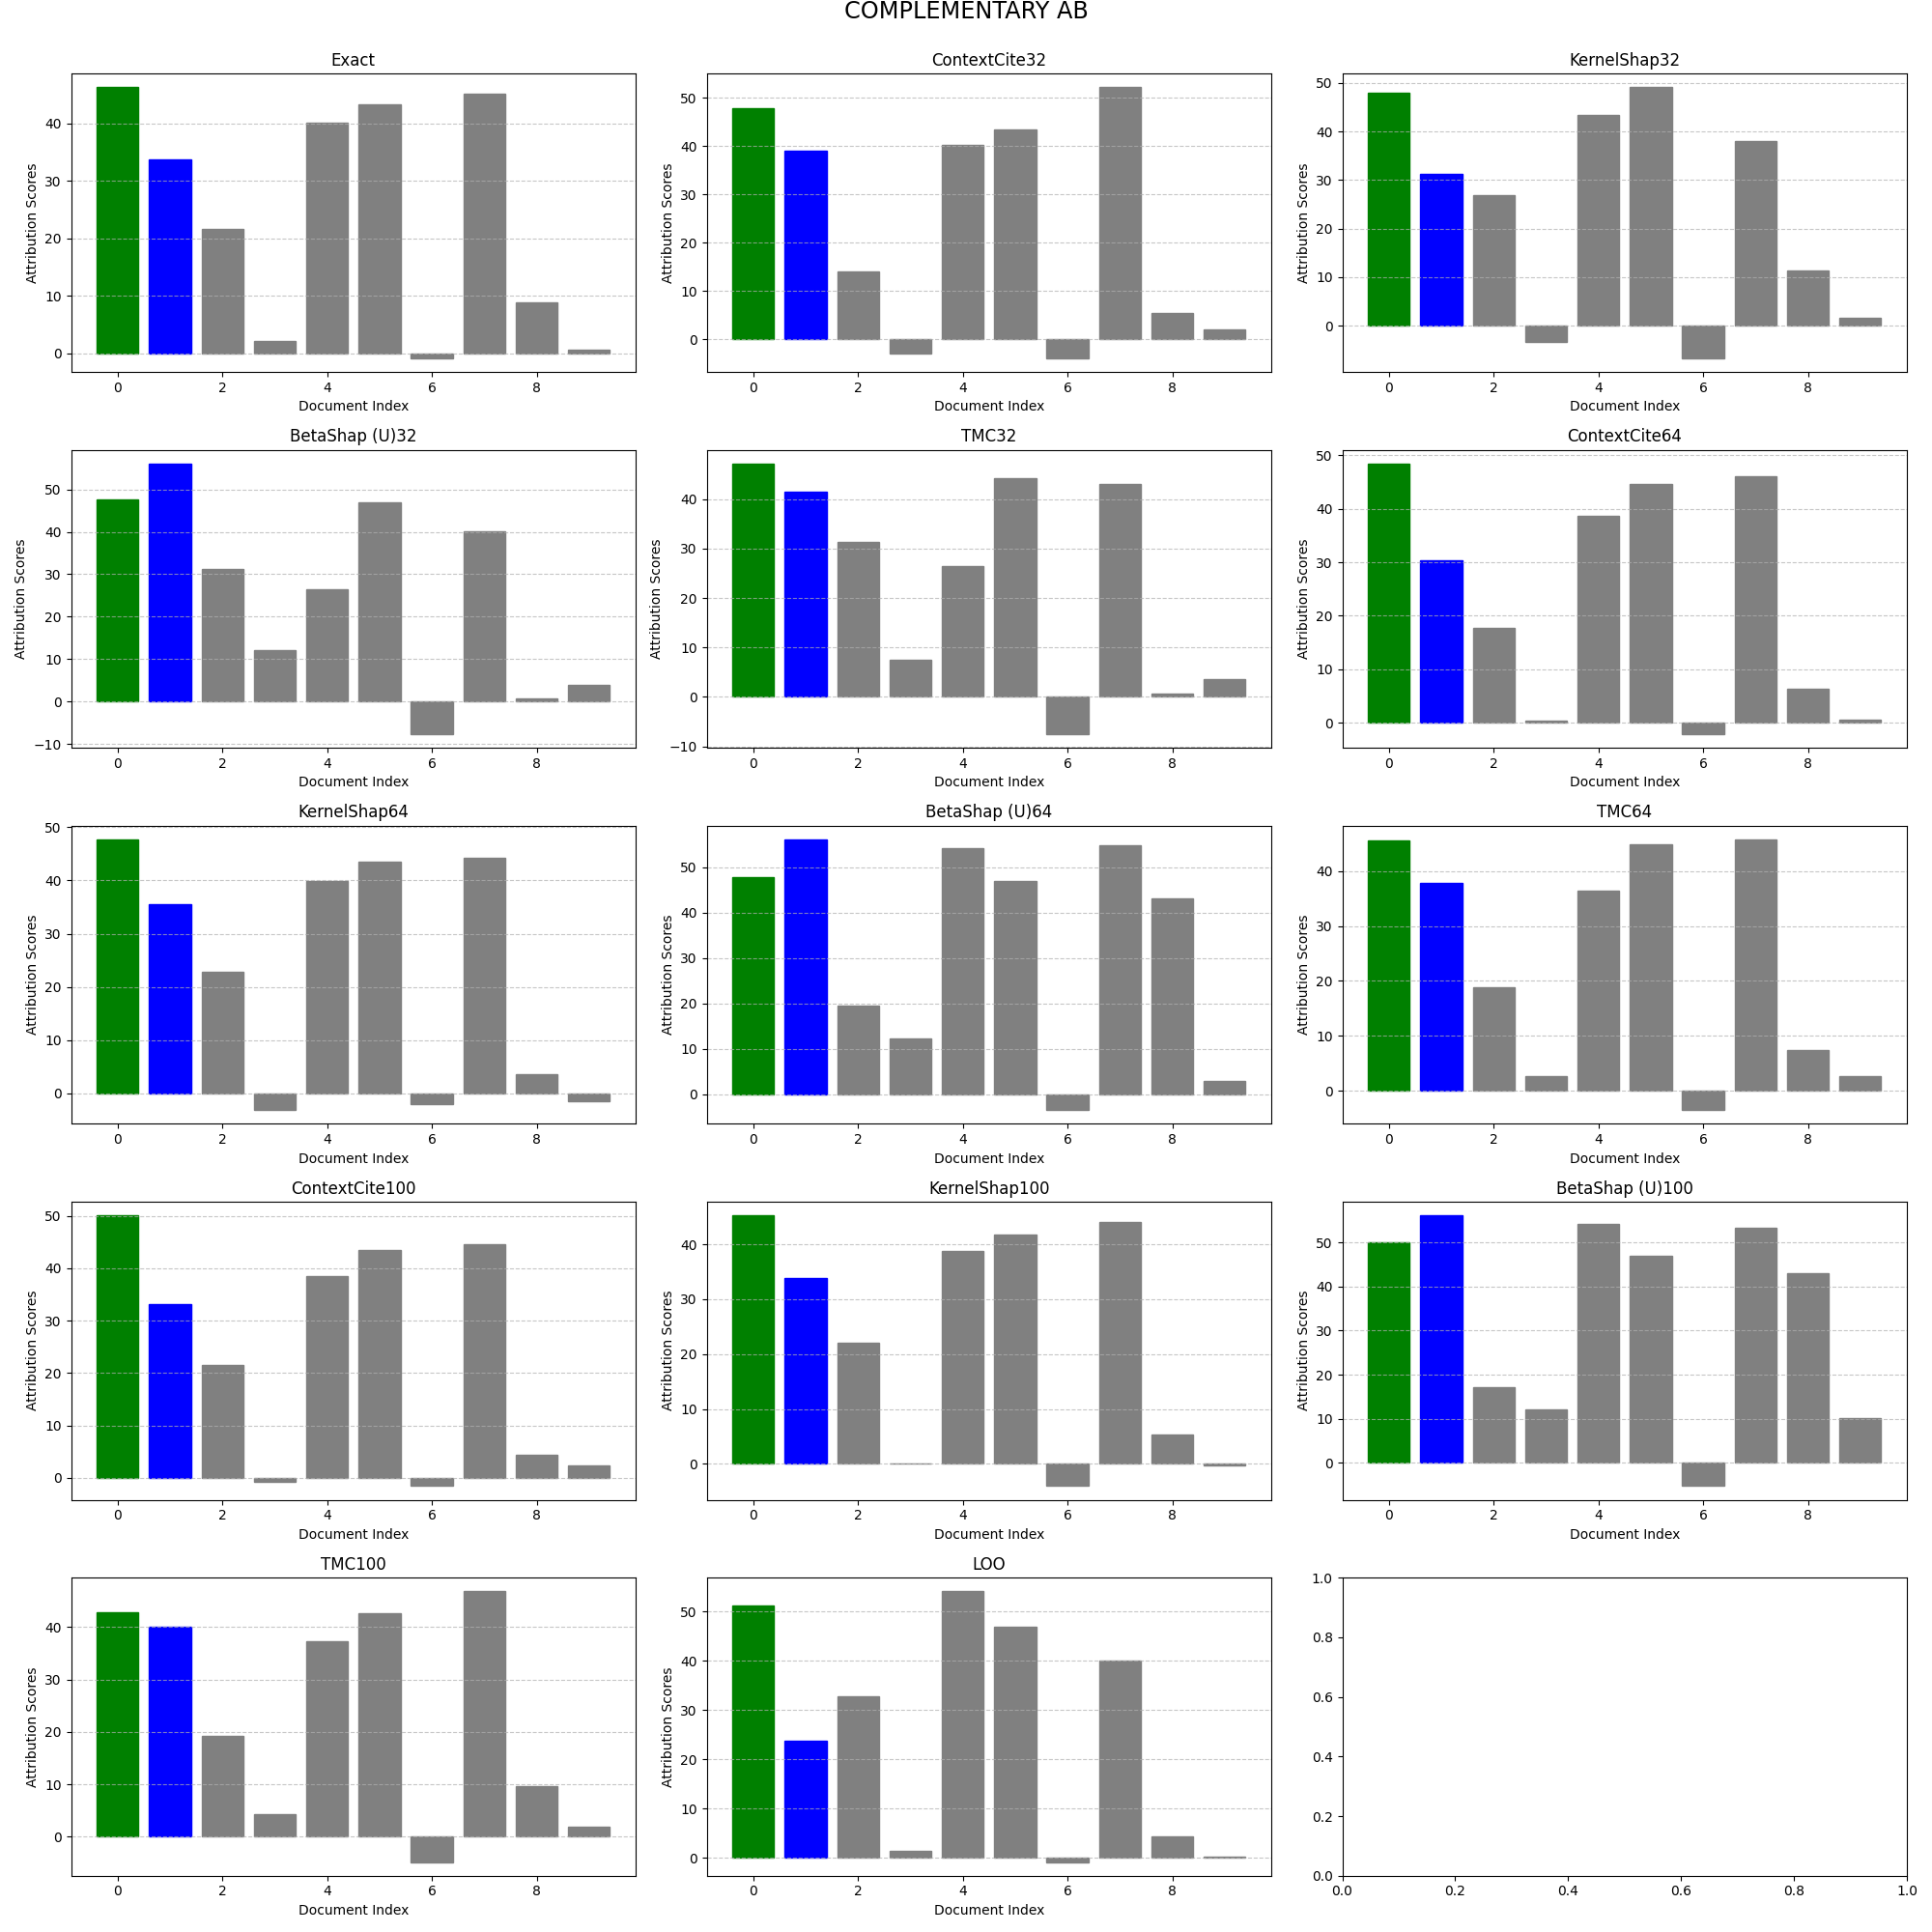 COMPLEMENTARY AB
Exact
Attribution Scores
40
30
20
10
0
0 2 4 6 8
Document Index
ContextCite32
Attribution Scores
50
40
30
20
10
0
0 2 4 6 8
Document Index
KernelShap32
Attribution Scores
50
40
30
20
10
0
0 2 4 6 8
Document Index
BetaShap (U)32
Attribution Scores
50
40
30
20
10
0
−10
0 2 4 6 8
Document Index
TMC32
Attribution Scores
40
30
20
10
0
−10
0 2 4 6 8
Document Index
ContextCite64
Attribution Scores
50
40
30
20
10
0
0 2 4 6 8
Document Index
KernelShap64
Attribution Scores
50
40
30
20
10
0
0 2 4 6 8
Document Index
BetaShap (U)64
Attribution Scores
50
40
30
20
10
0
0 2 4 6 8
Document Index
TMC64
Attribution Scores
40
30
20
10
0
0 2 4 6 8
Document Index
ContextCite100
Attribution Scores
50
40
30
20
10
0
0 2 4 6 8
Document Index
KernelShap100
Attribution Scores
40
30
20
10
0
0 2 4 6 8
Document Index
BetaShap (U)100
Attribution Scores
50
40
30
20
10
0
0 2 4 6 8
Document Index
TMC100
Attribution Scores
40
30
20
10
0
0 2 4 6 8
Document Index
LOO
Attribution Scores
50
40
30
20
10
0
0 2 4 6 8
Document Index
1.0
0.8
0.6
0.4
0.2
0.0
0.0 0.2 0.4 0.6 0.8 1.0